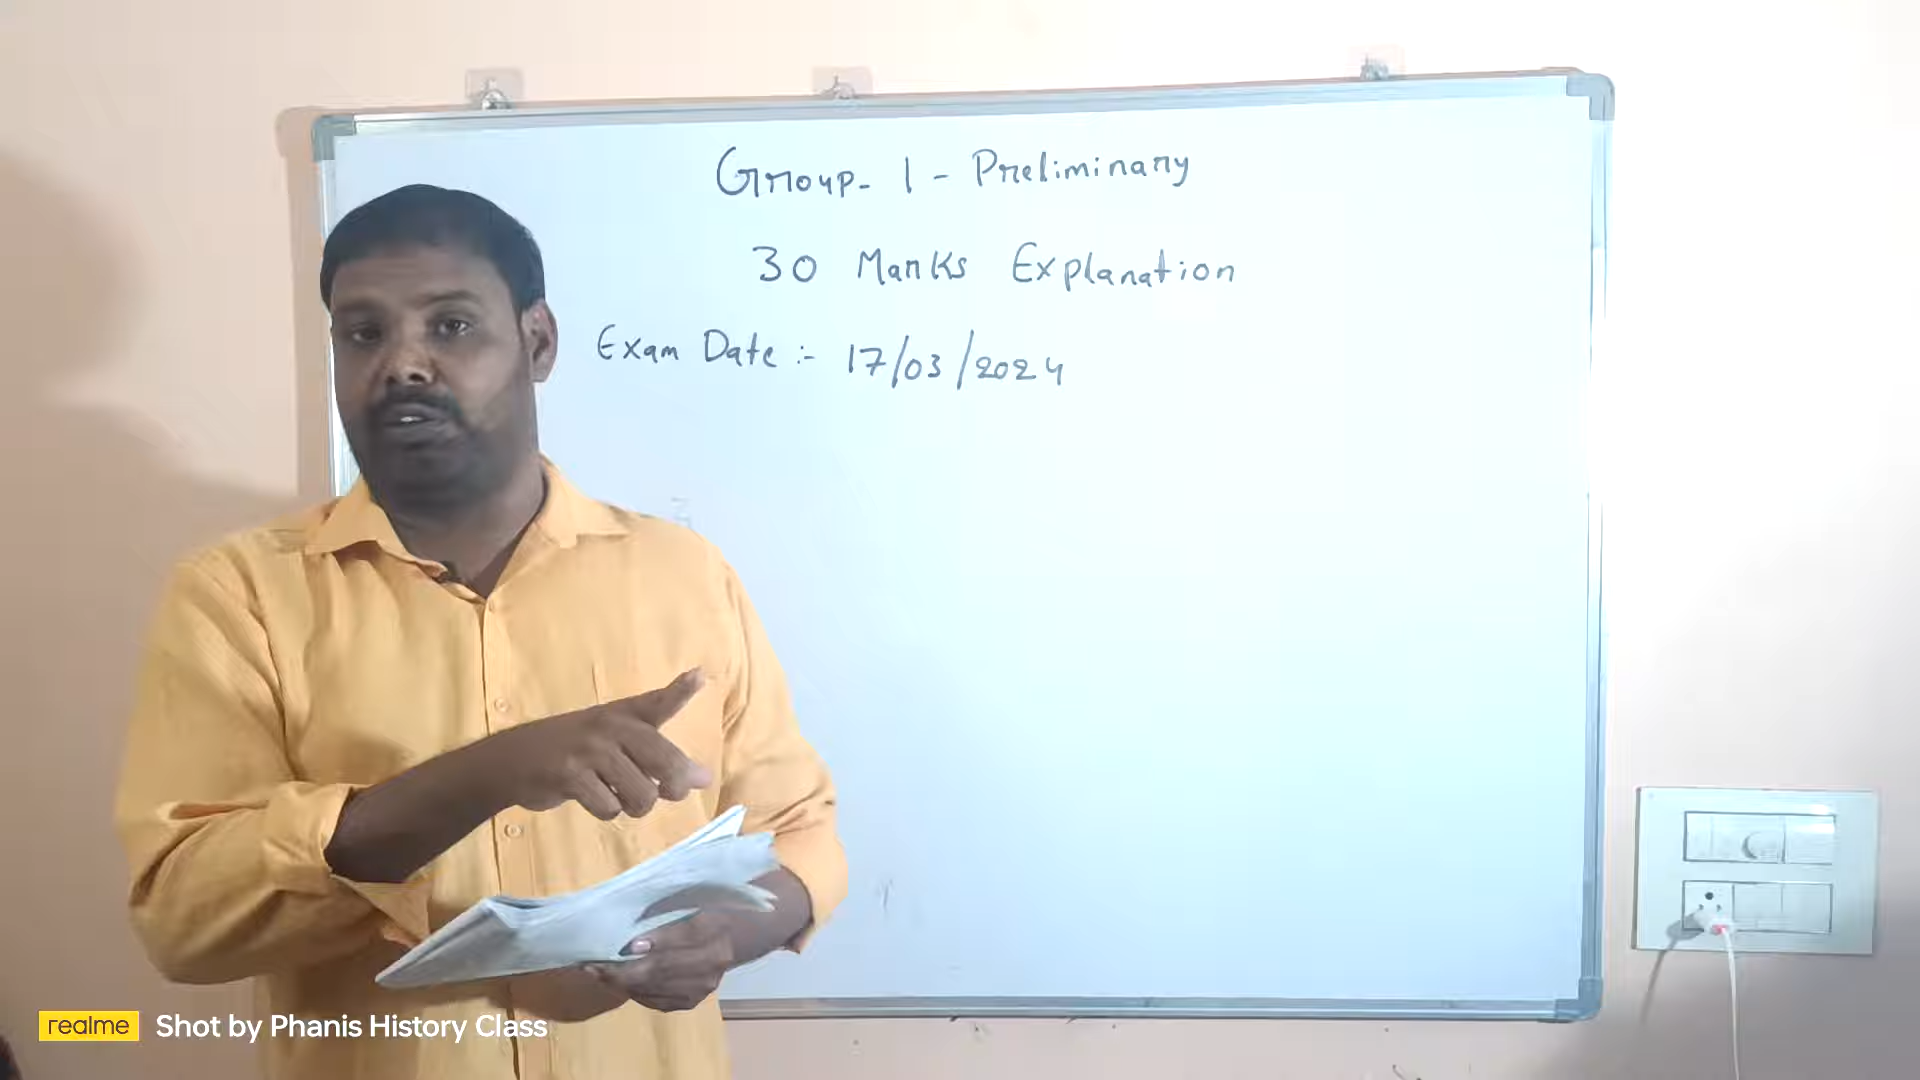 Group - 1 - Preliminary
30 Marks Explanation
Exam Date :- 17/03/2024
realme Shot by Phanis History Class